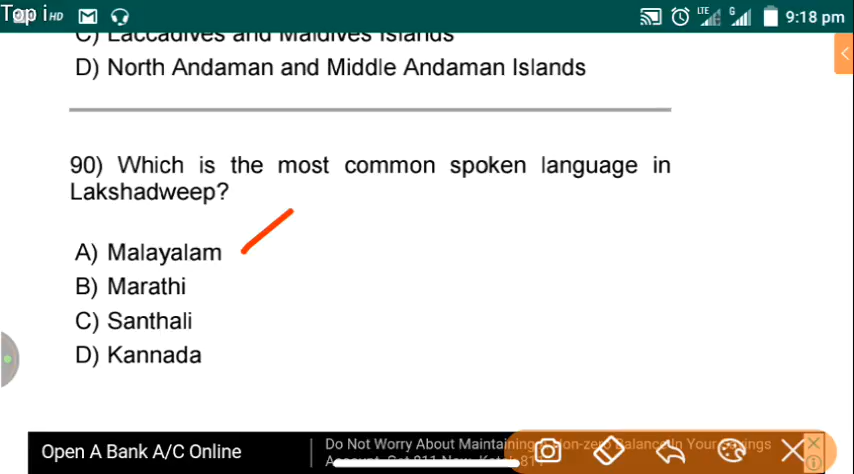 Top i HD
9:18 pm
LTE G
C) Laccadives and Maldives Islands
D) North Andaman and Middle Andaman Islands
90) Which is the most common spoken language in
Lakshadweep?
A) Malayalam
B) Marathi
C) Santhali
D) Kannada
Open A Bank A/C Online
Do Not Worry About Maintaining Non-zero Balance In Your Savings